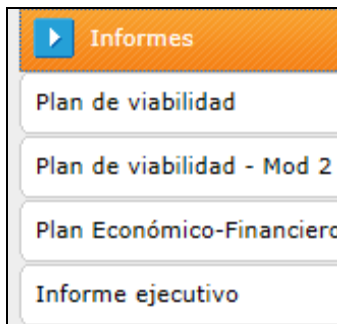 Informes
Plan de viabilidad
Plan de viabilidad - Mod 2
Plan Económico-Financiero
Informe ejecutivo